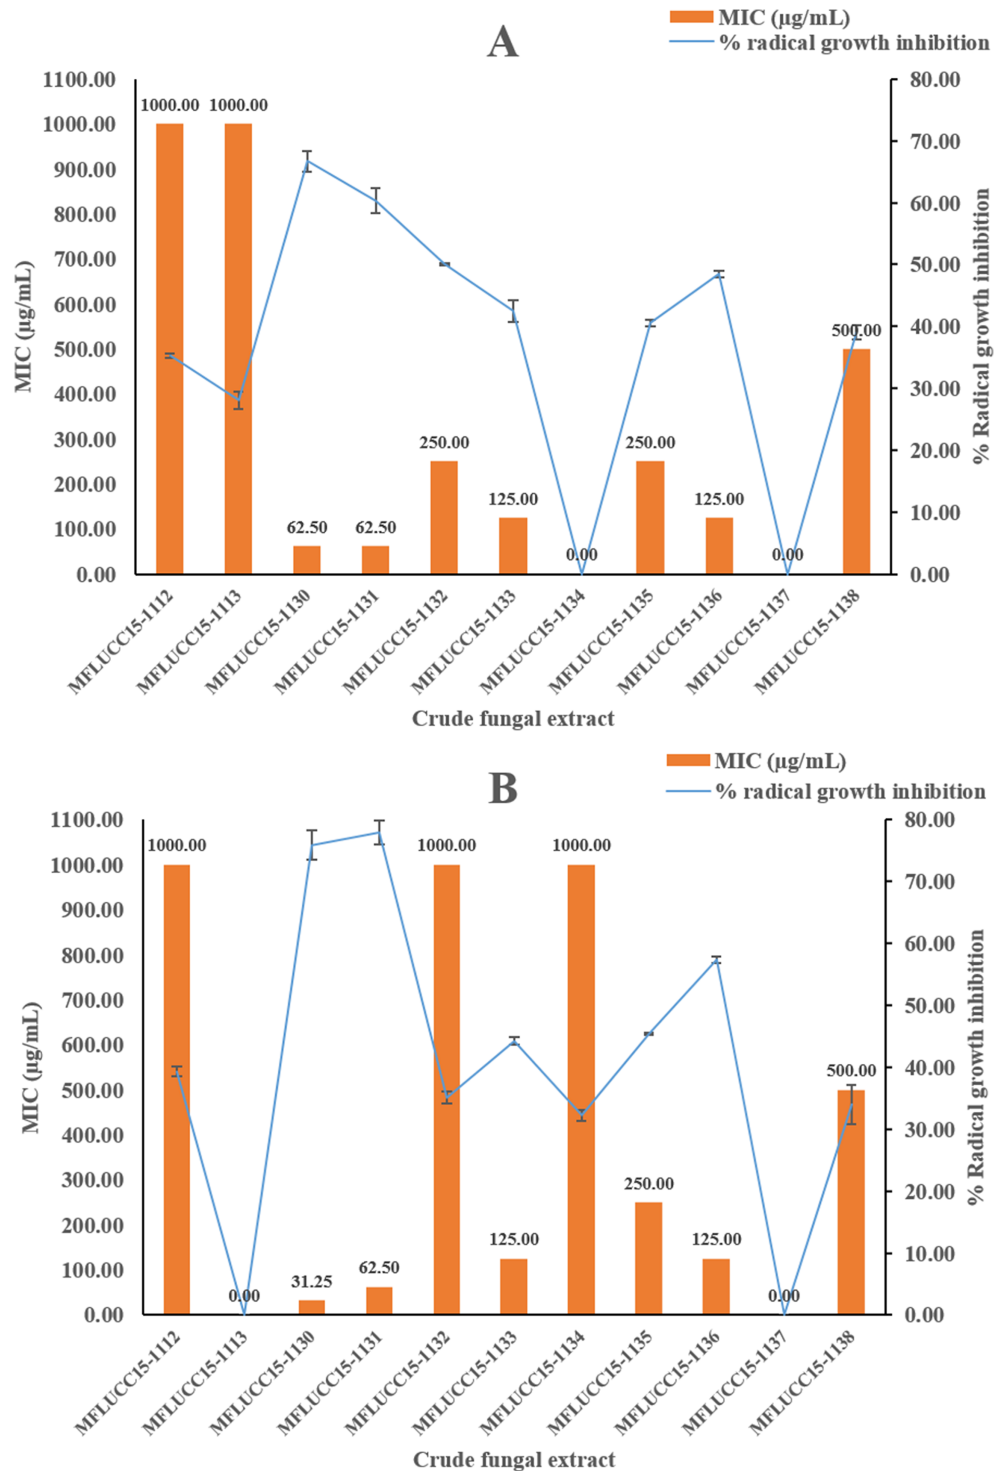 MIC (µg/mL)
% radical growth inhibition
A
1100.00
1000.00
900.00
800.00
700.00
600.00
500.00
400.00
300.00
200.00
100.00
0.00
MIC (µg/mL)
1000.00
1000.00
62.50
62.50
250.00
125.00
0.00
250.00
125.00
0.00
500.00
80.00
70.00
60.00
50.00
40.00
30.00
20.00
10.00
0.00
% Radical growth inhibition
MFLUCC15-1112
MFLUCC15-1113
MFLUCC15-1130
MFLUCC15-1131
MFLUCC15-1132
MFLUCC15-1133
MFLUCC15-1134
MFLUCC15-1135
MFLUCC15-1136
MFLUCC15-1137
MFLUCC15-1138
Crude fungal extract
MIC (µg/mL)
% radical growth inhibition
B
1100.00
1000.00
900.00
800.00
700.00
600.00
500.00
400.00
300.00
200.00
100.00
0.00
MIC (µg/mL)
1000.00
0.00
31.25
62.50
1000.00
125.00
1000.00
250.00
125.00
0.00
500.00
80.00
70.00
60.00
50.00
40.00
30.00
20.00
10.00
0.00
% Radical growth inhibition
MFLUCC15-1112
MFLUCC15-1113
MFLUCC15-1130
MFLUCC15-1131
MFLUCC15-1132
MFLUCC15-1133
MFLUCC15-1134
MFLUCC15-1135
MFLUCC15-1136
MFLUCC15-1137
MFLUCC15-1138
Crude fungal extract